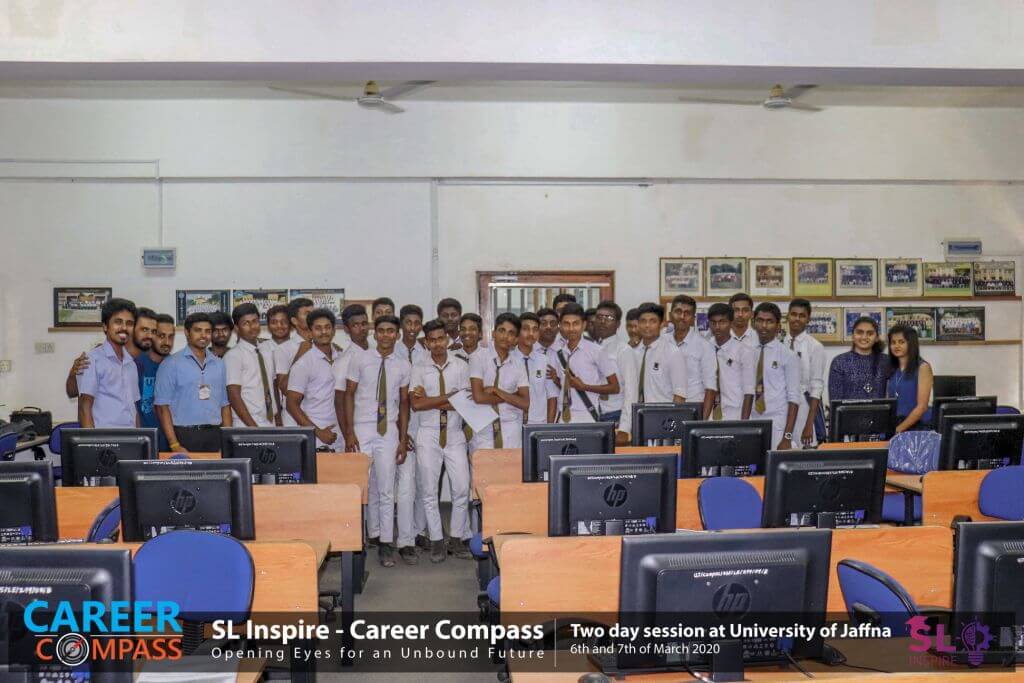 hp
hp
hp
hp
CAREER
COMPASS
SL Inspire - Career Compass
Opening Eyes for an Unbound Future
Two day session at University of Jaffna
6th and 7th of March 2020
SL
INSPIRE